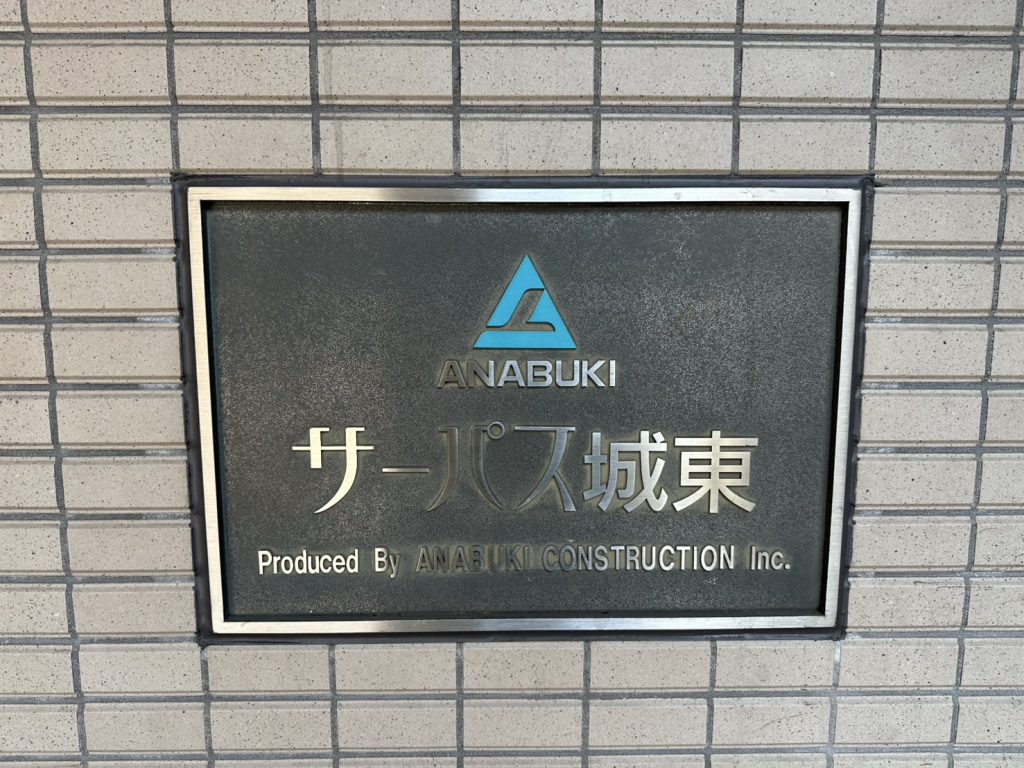 ANABUKI
サーパス城東
Produced By ANABUKI CONSTRUCTION Inc.